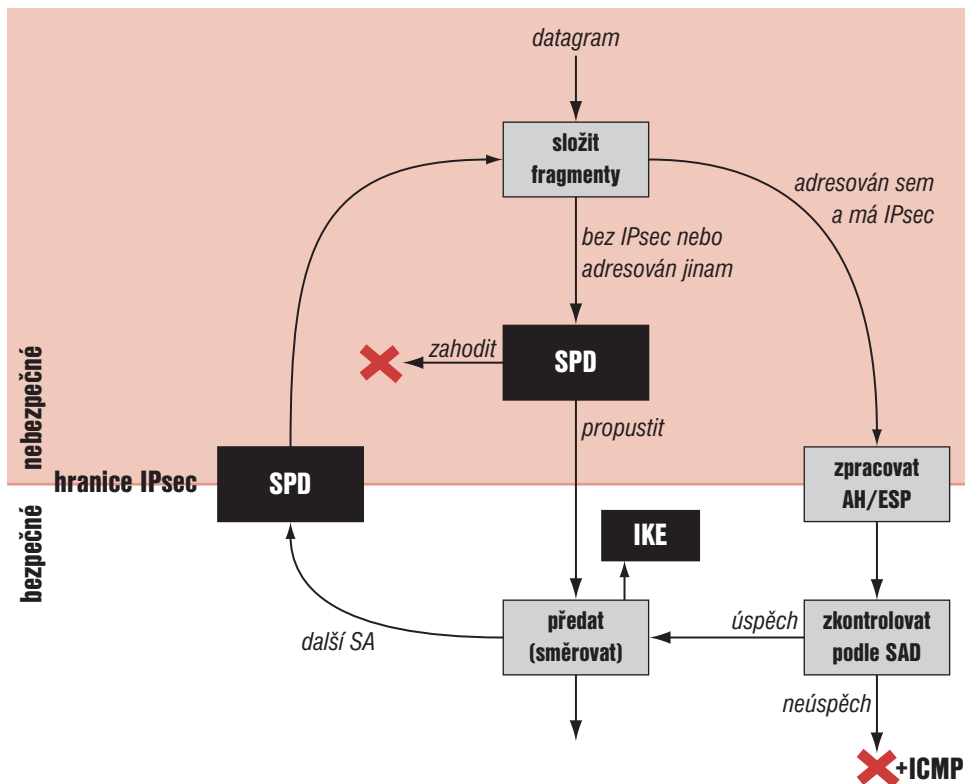 datagram
složit
fragmenty
adresován sem
a má IPsec
bez IPsec nebo
adresován jinam
zahodit
SPD
propustit
nebezpečné
hranice IPsec
SPD
zpracovat
AH/ESP
bezpečné
IKE
další SA
předat
(směrovat)
úspěch
zkontrolovat
podle SAD
neúspěch
+ICMP